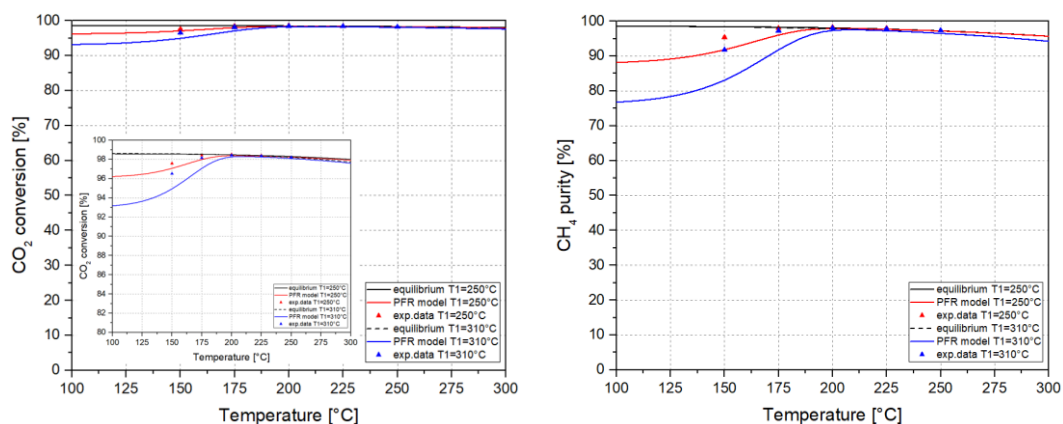 CO2 conversion [%]
100
90
80
70
60
50
40
30
20
10
0
100 125 150 175 200 225 250 275 300
Temperature [°C]
equilibrium T1=250°C
PFR model T1=250°C
exp.data T1=250°C
equilibrium T1=310°C
PFR model T1=310°C
exp.data T1=310°C
CO2 conversion [%]
100
98
96
94
92
90
88
86
84
82
80
100 125 150 175 200 225 250 275 300
Temperature [°C]
equilibrium T1=250°C
PFR model T1=250°C
exp.data T1=250°C
equilibrium T1=310°C
PFR model T1=310°C
exp.data T1=310°C
CH4 purity [%]
100
90
80
70
60
50
40
30
20
10
0
100 125 150 175 200 225 250 275 300
Temperature [°C]
equilibrium T1=250°C
PFR model T1=250°C
exp.data T1=250°C
equilibrium T1=310°C
PFR model T1=310°C
exp.data T1=310°C